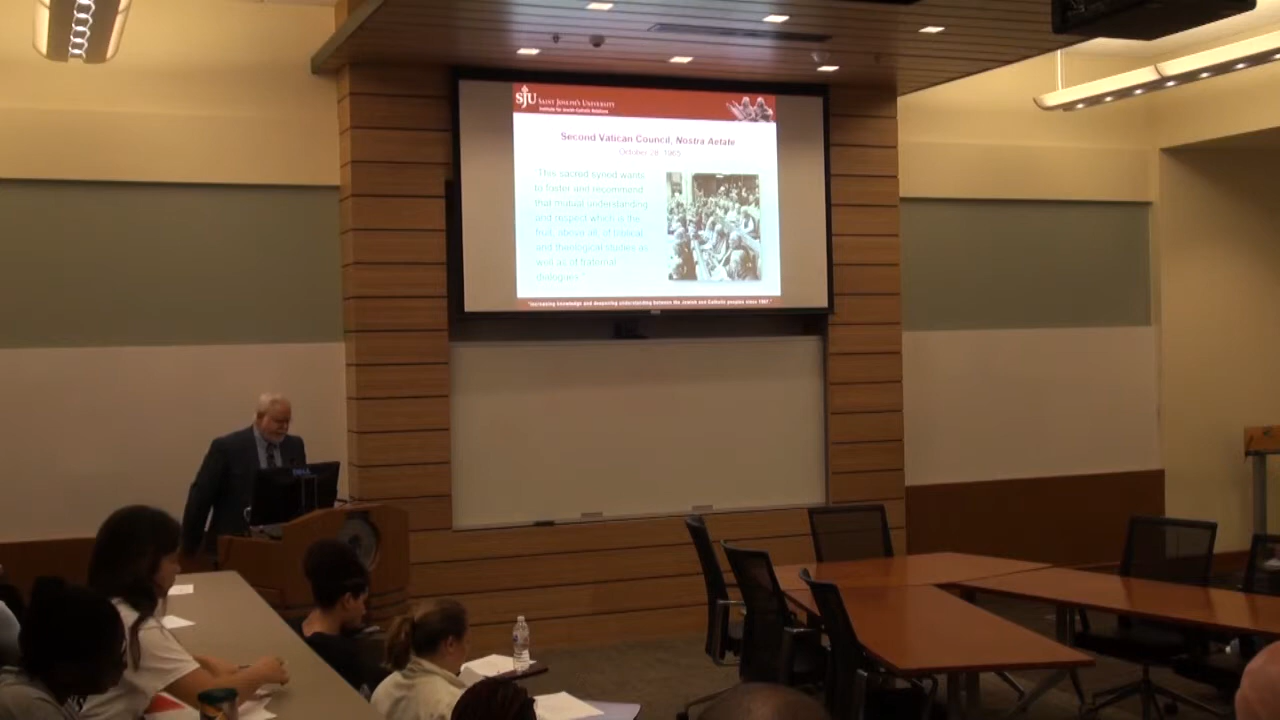 SJU SAINT JOSEPH'S UNIVERSITY
Institute for Jewish-Catholic Relations
Second Vatican Council, Nostra Aetate
October 28, 1965
"This sacred synod wants
to foster and recommend
that mutual understanding
and respect which is the
fruit, above all, of biblical
and theological studies as
well as of fraternal
dialogues."
"Increasing knowledge and deepening understanding between the Jewish and Catholic peoples since 1967."
DELL